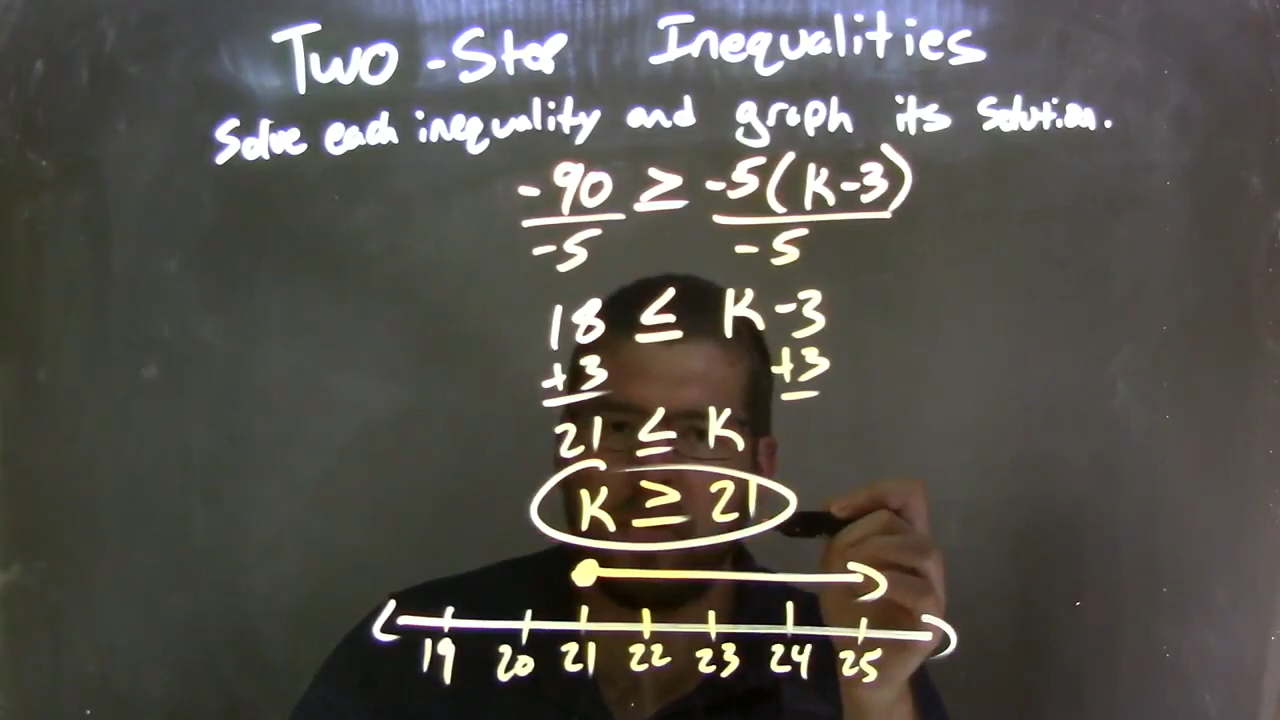 Two-Step Inequalities
Solve each inequality and graph its solution.
-90 ≥ -5(K-3)
-5 -5
18 ≤ K-3
+3 +3
21 ≤ K
K ≥ 21
19 20 21 22 23 24 25